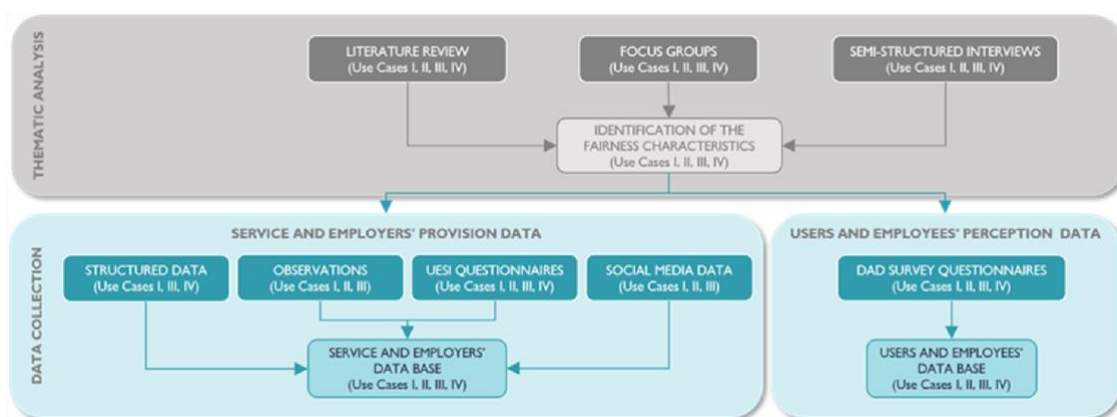 THEMATIC ANALYSIS
LITERATURE REVIEW
(Use Cases I, II, III, IV)
FOCUS GROUPS
(Use Cases I, II, III, IV)
SEMI-STRUCTURED INTERVIEWS
(Use Cases I, II, III, IV)
IDENTIFICATION OF THE
FAIRNESS CHARACTERISTICS
(Use Cases I, II, III, IV)
DATA COLLECTION
SERVICE AND EMPLOYERS' PROVISION DATA
STRUCTURED DATA
(Use Cases I, III, IV)
OBSERVATIONS
(Use Cases I, II, III)
UESI QUESTIONNAIRES
(Use Cases I, II, III, IV)
SOCIAL MEDIA DATA
(Use Cases I, II, III)
SERVICE AND EMPLOYERS'
DATA BASE
(Use Cases I, II, III, IV)
USERS AND EMPLOYEES' PERCEPTION DATA
DAD SURVEY QUESTIONNAIRES
(Use Cases I, II, III, IV)
USERS AND EMPLOYEES'
DATA BASE
(Use Cases I, II, III, IV)